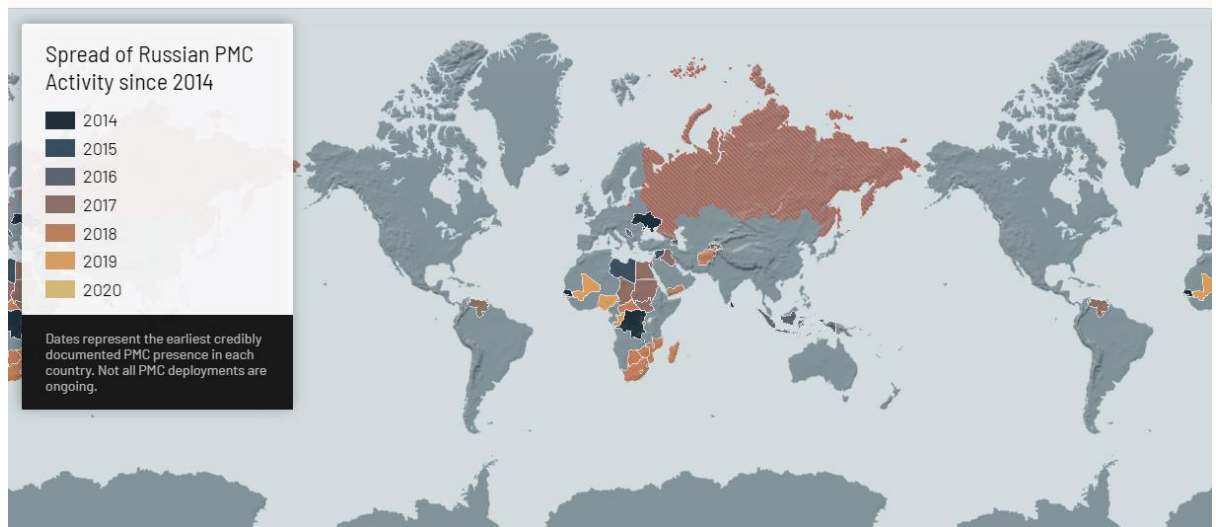 Spread of Russian PMC
Activity since 2014
2014
2015
2016
2017
2018
2019
2020
Dates represent the earliest credibly
documented PMC presence in each
country. Not all PMC deployments are
ongoing.